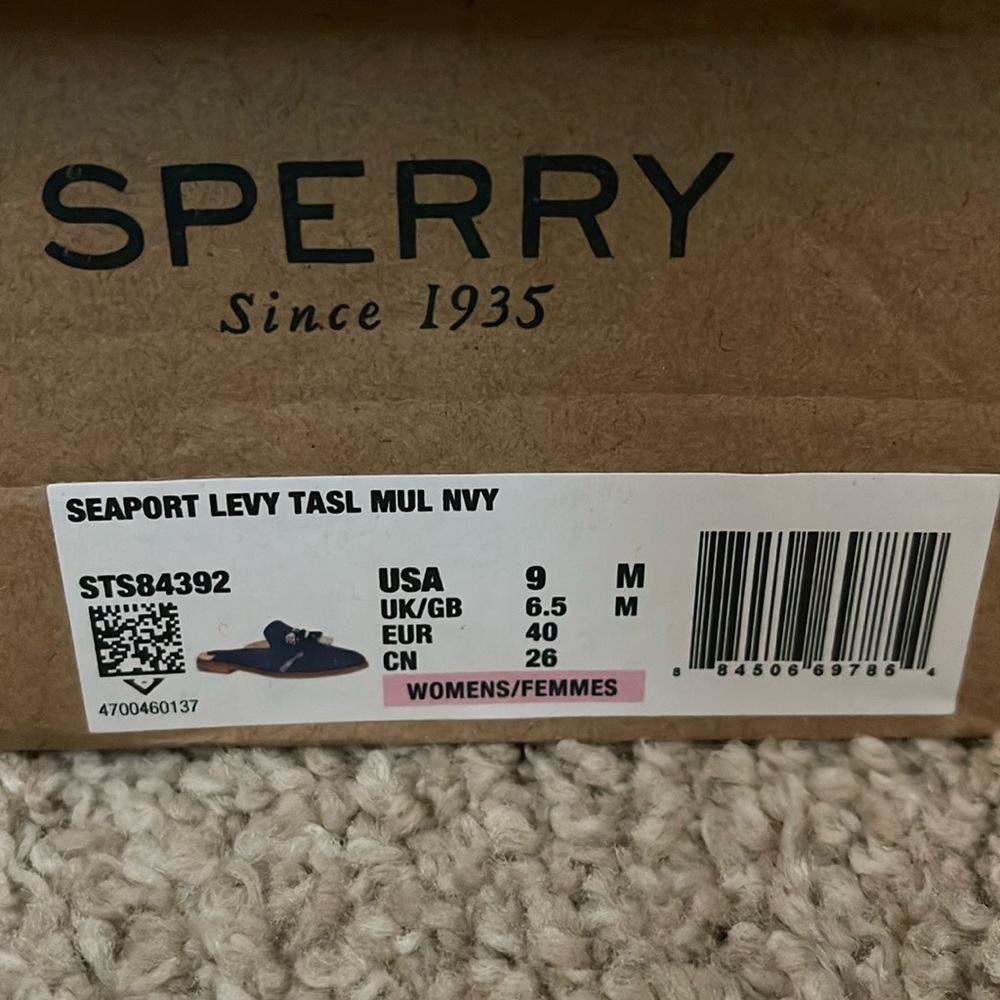 SPERRY
Since 1935
SEAPORT LEVY TASL MUL NVY
STS84392
4700460137
USA 9 M
UK/GB 6.5 M
EUR 40
CN 26
WOMENS/FEMMES
8 84506 69785 4